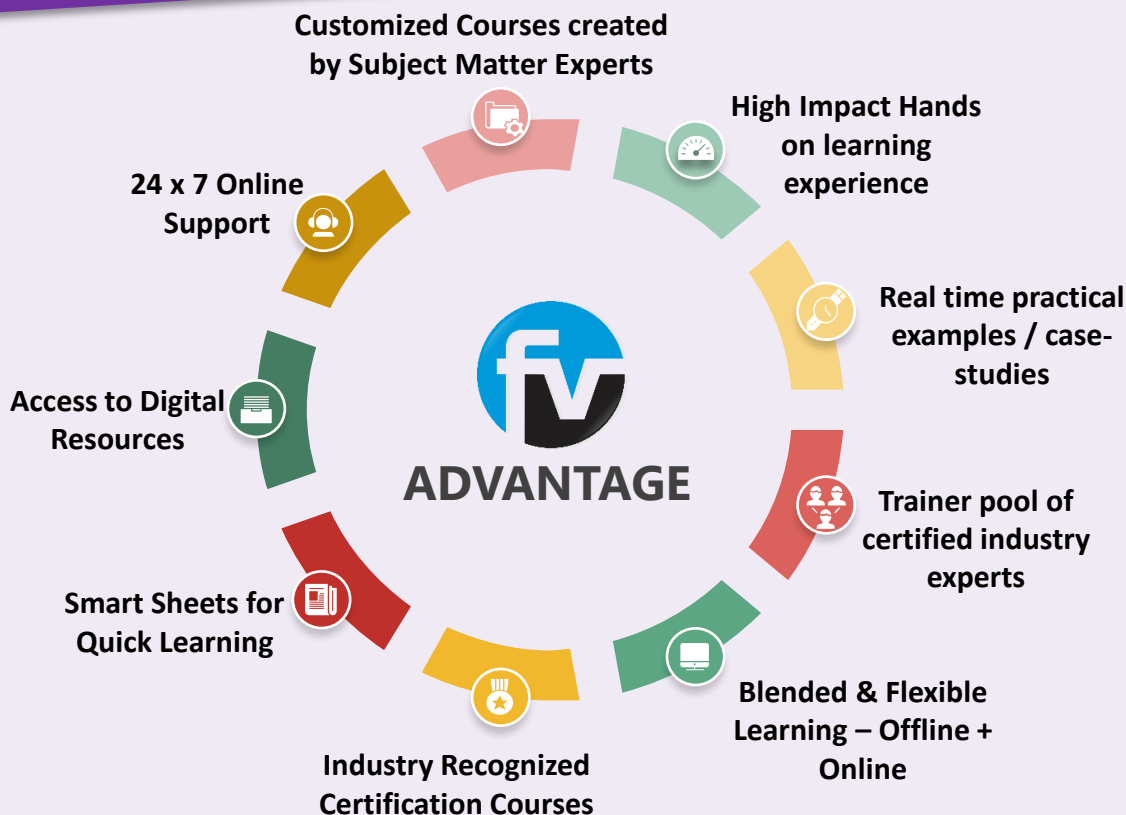 Customized Courses created
by Subject Matter Experts
High Impact Hands
on learning
experience
Real time practical
examples / case-
studies
Trainer pool of
certified industry
experts
Blended & Flexible
Learning – Offline +
Online
Industry Recognized
Certification Courses
Smart Sheets for
Quick Learning
Access to Digital
Resources
24 x 7 Online
Support
fv
ADVANTAGE